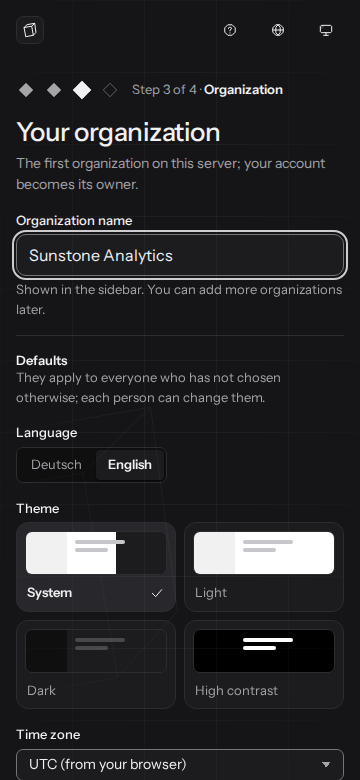 Step 3 of 4 · Organization
Your organization
The first organization on this server; your account
becomes its owner.
Organization name
Sunstone Analytics
Shown in the sidebar. You can add more organizations
later.
Defaults
They apply to everyone who has not chosen
otherwise; each person can change them.
Language
Deutsch English
Theme
System Light
Dark High contrast
Time zone
UTC (from your browser)